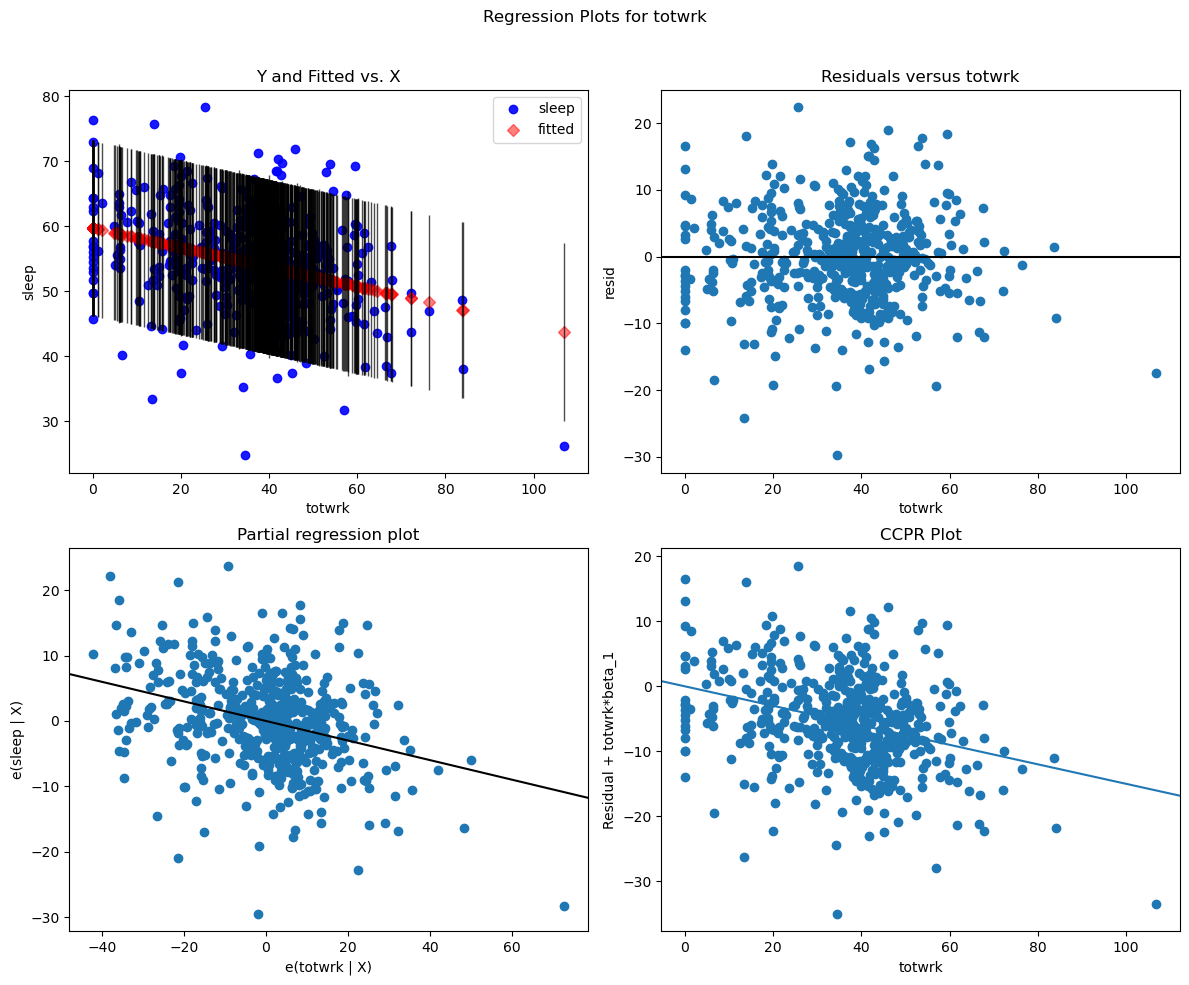 Regression Plots for totwrk
Y and Fitted vs. X
80
70
60
50
40
30
sleep
0 20 40 60 80 100
totwrk
sleep
fitted
Residuals versus totwrk
20
10
0
−10
−20
−30
resid
0 20 40 60 80 100
totwrk
Partial regression plot
20
10
0
−10
−20
−30
e(sleep | X)
−40 −20 0 20 40 60
e(totwrk | X)
CCPR Plot
20
10
0
−10
−20
−30
Residual + totwrk*beta_1
0 20 40 60 80 100
totwrk